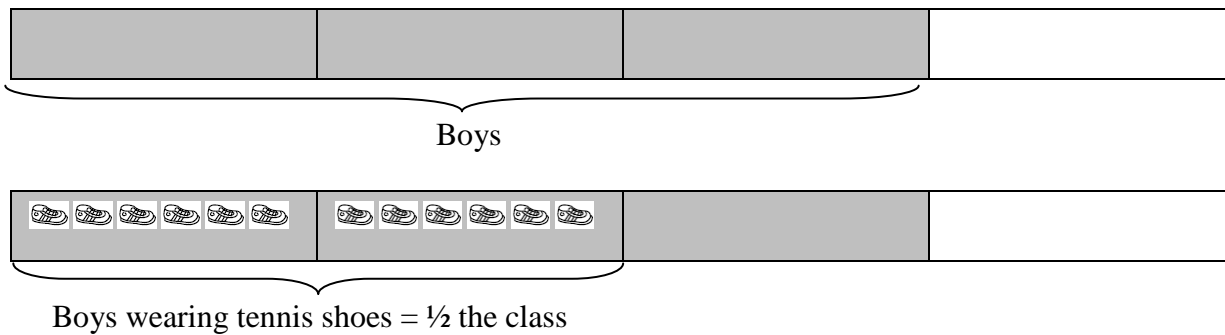 Boys
Boys wearing tennis shoes = ½ the class